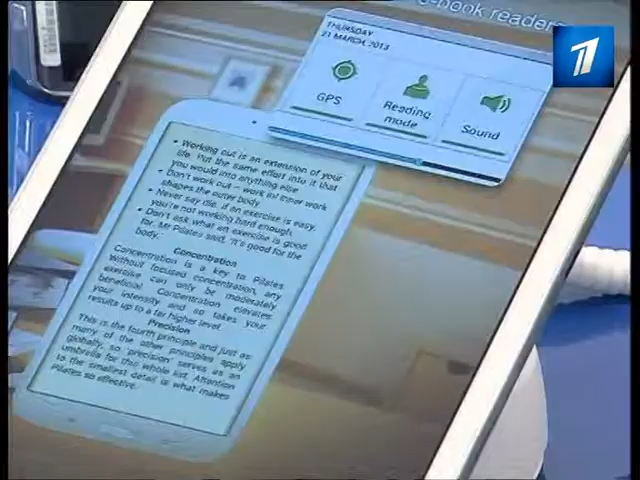 e-book readers
1
THURSDAY
21 MARCH, 2013
GPS
Reading
mode
Sound
• Working out is an extension of your
life. Put the same effort into it that
you would into anything else
• Don't work out – work in! Inner work
shapes the outer body.
• Never say die. If an exercise is easy,
you're not working hard enough.
• Don't ask what an exercise is good
for. Mr Pilates said, "It's good for the
body."
Concentration
Concentration is a key to Pilates.
Without focused concentration, any
exercise can only be moderately
beneficial. Concentration elevates
your intensity and so takes your
results up to a far higher level.
Precision
This is the fourth principle and just as
many of the other principles apply
globally, so 'precision' serves as an
umbrella for this whole list. Attention
to the smallest detail is what makes
Pilates so effective.